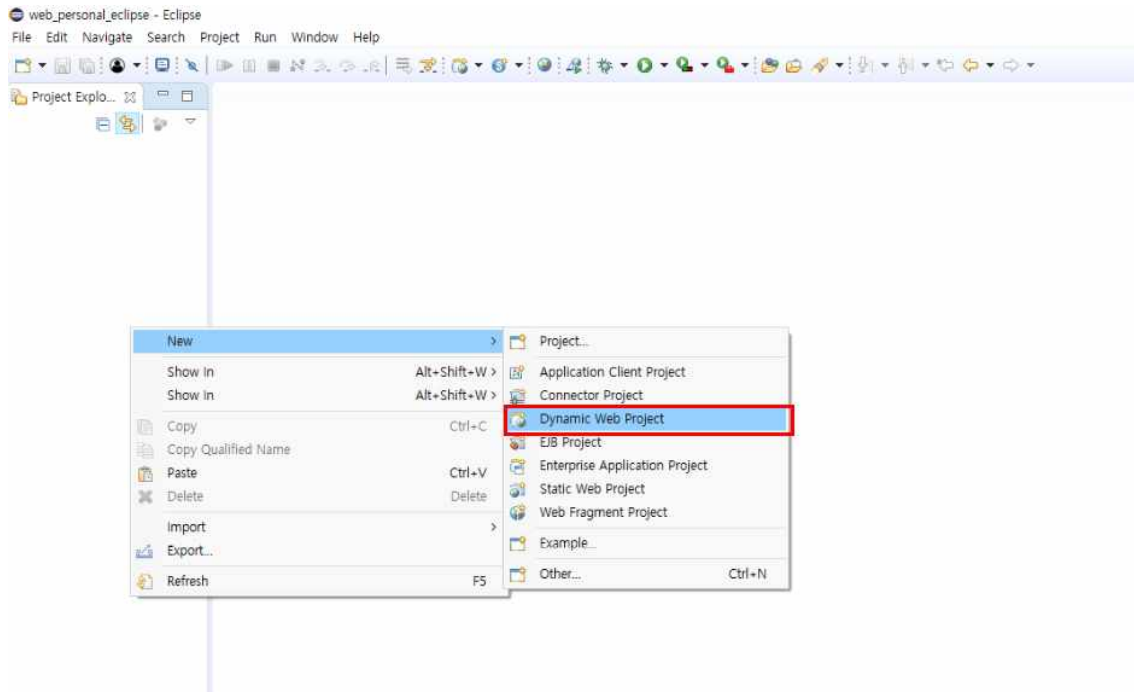 web_personal_eclipse - Eclipse
File Edit Navigate Search Project Run Window Help
Project Explo...
New
Show In Alt+Shift+W
Show In Alt+Shift+W
Copy Ctrl+C
Copy Qualified Name
Paste Ctrl+V
Delete Delete
Import
Export...
Refresh F5
Project...
Application Client Project
Connector Project
Dynamic Web Project
EJB Project
Enterprise Application Project
Static Web Project
Web Fragment Project
Example...
Other... Ctrl+N